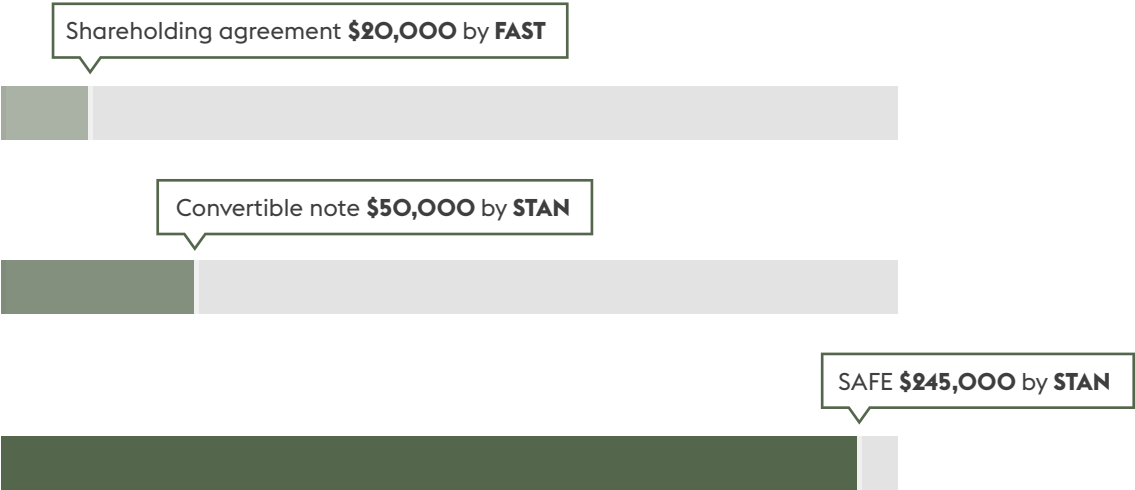 Shareholding agreement $20,000 by FAST
Convertible note $50,000 by STAN
SAFE $245,000 by STAN